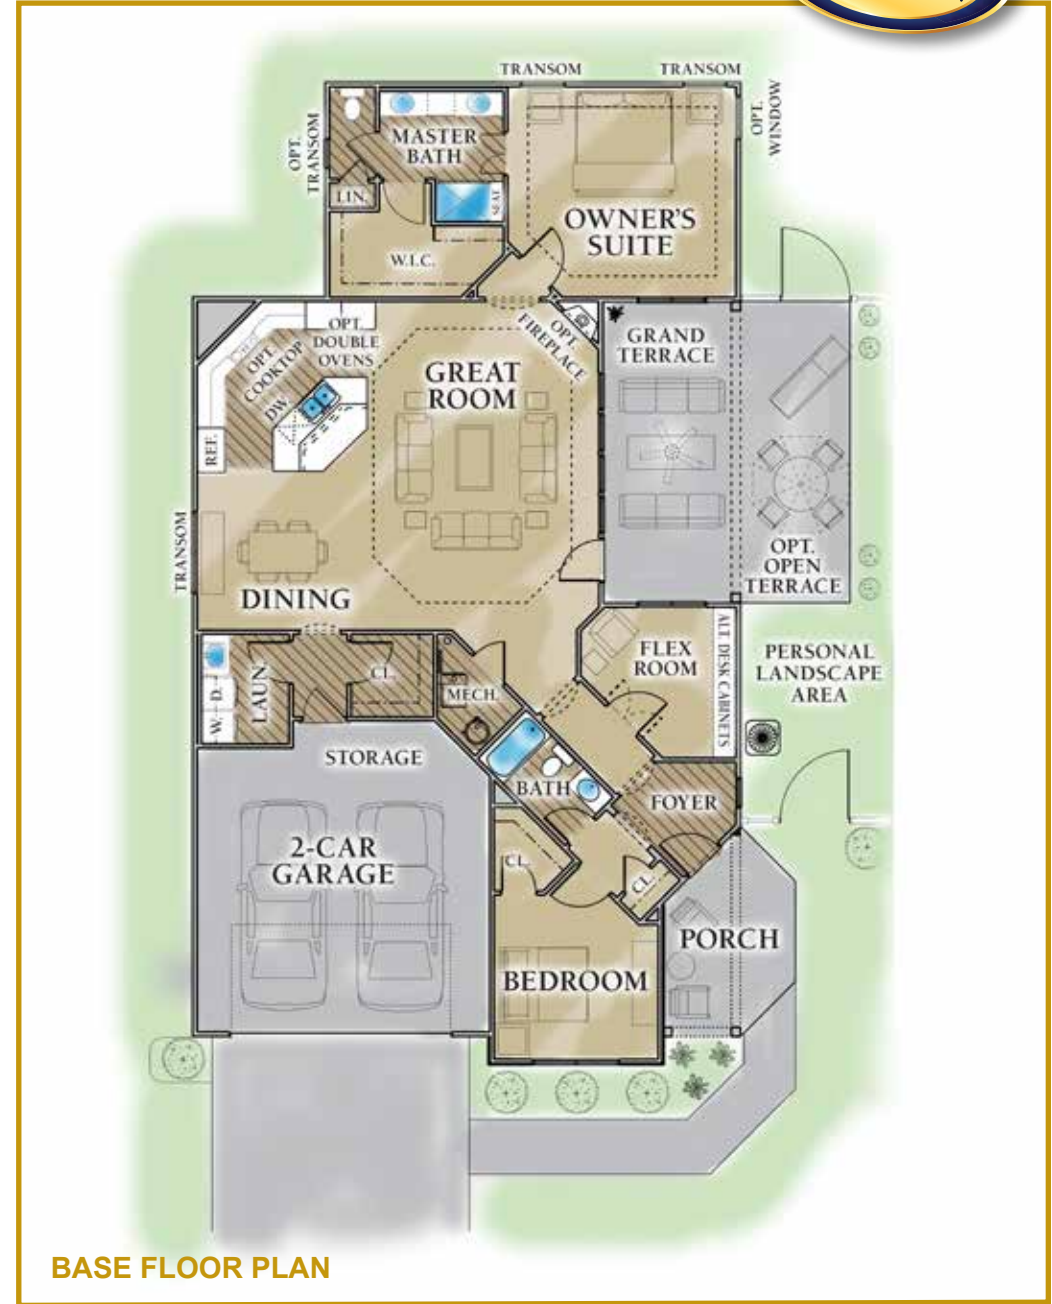 TRANSOM
TRANSOM
OPT.
WINDOW
OPT.
TRANSOM
MASTER
BATH
LIN.
SEAT
W.I.C.
OWNER'S
SUITE
OPT.
DOUBLE
OVENS
OPT.
COOKTOP
DW
REF.
OPT.
FIREPLACE
GREAT
ROOM
GRAND
TERRACE
OPT.
OPEN
TERRACE
TRANSOM
DINING
LAUN.
W. D.
CL.
MECH.
FLEX
ROOM
ALT. DESK CABINETS
PERSONAL
LANDSCAPE
AREA
STORAGE
BATH
FOYER
2-CAR
GARAGE
CL.
CL.
PORCH
BEDROOM
BASE FLOOR PLAN